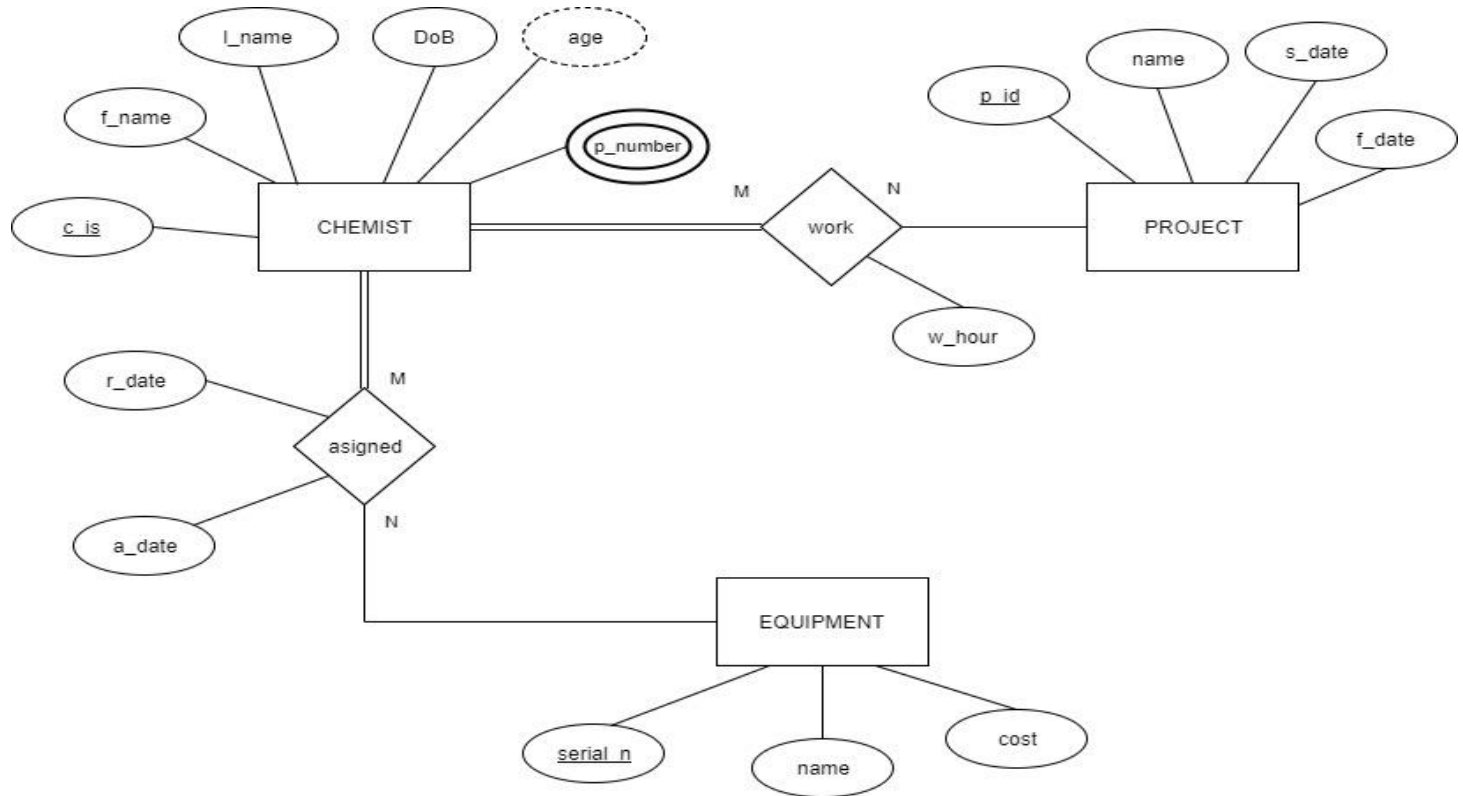 l_name
DoB
age
name
s_date
p_id
f_name
p_number
f_date
M
N
c_is
CHEMIST
work
PROJECT
w_hour
r_date
M
asigned
N
a_date
EQUIPMENT
serial_n
name
cost